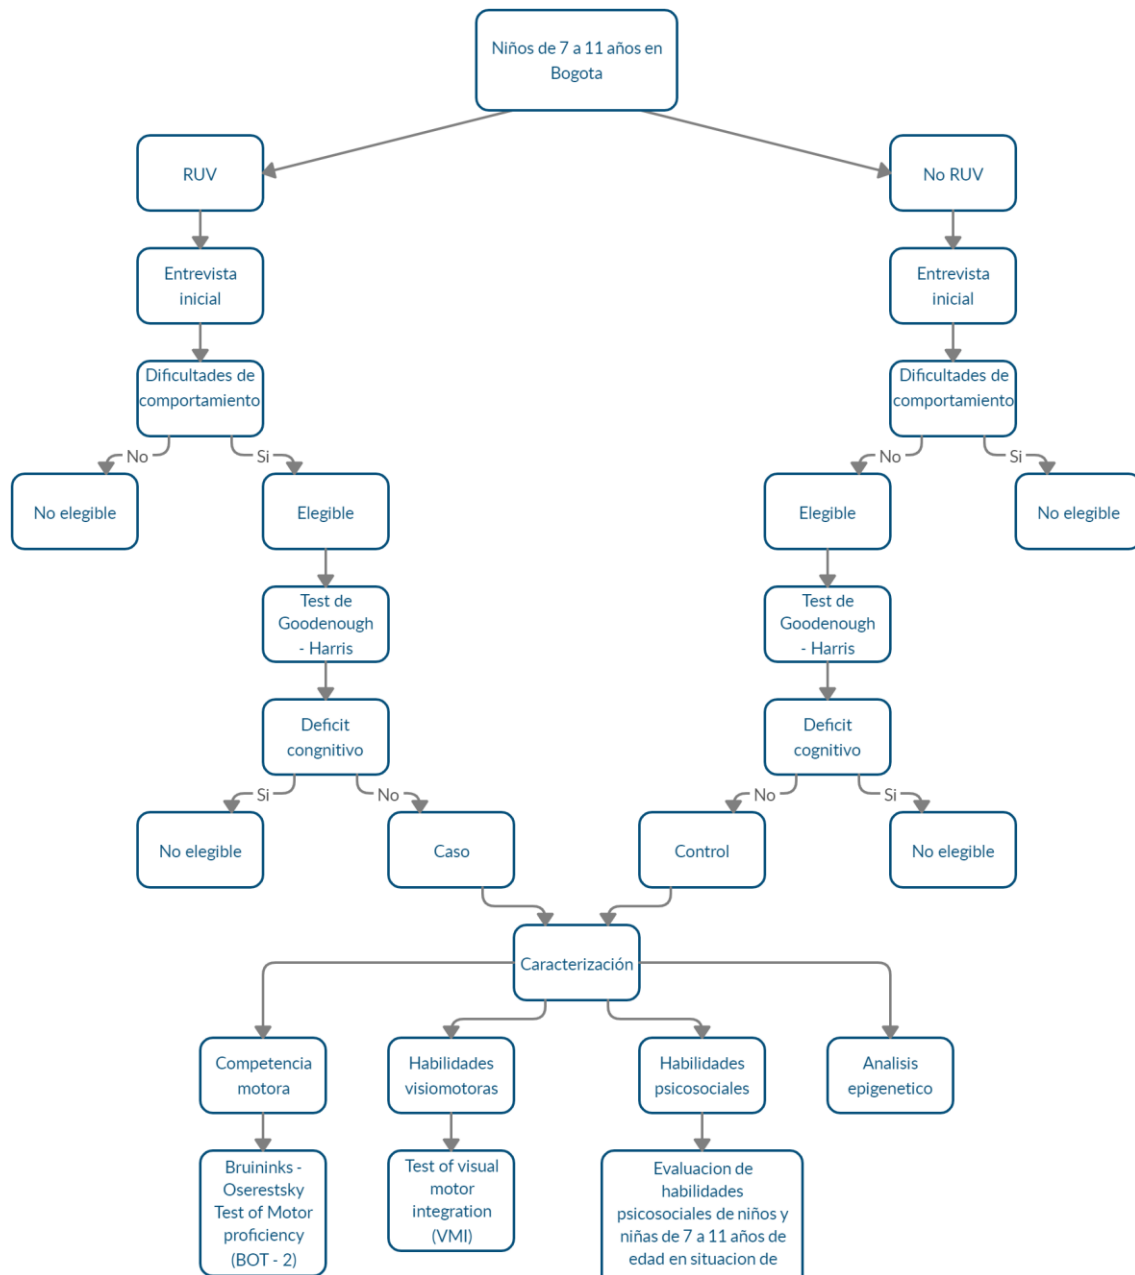 Niños de 7 a 11 años en
Bogota
RUV
No RUV
Entrevista
inicial
Entrevista
inicial
Dificultades de
comportamiento
Dificultades de
comportamiento
No
Si
No
Si
No elegible
Elegible
Elegible
No elegible
Test de
Goodenough
- Harris
Test de
Goodenough
- Harris
Deficit
congnitivo
Deficit
cognitivo
Si
No
No
Si
No elegible
Caso
Control
No elegible
Caracterización
Competencia
motora
Habilidades
visiomotoras
Habilidades
psicosociales
Analisis
epigenetico
Bruininks -
Oserestsky
Test of Motor
proficiency
(BOT - 2)
Test of visual
motor
integration
(VMI)
Evaluacion de
habilidades
psicosociales de niños y
niñas de 7 a 11 años de
edad en situacion de